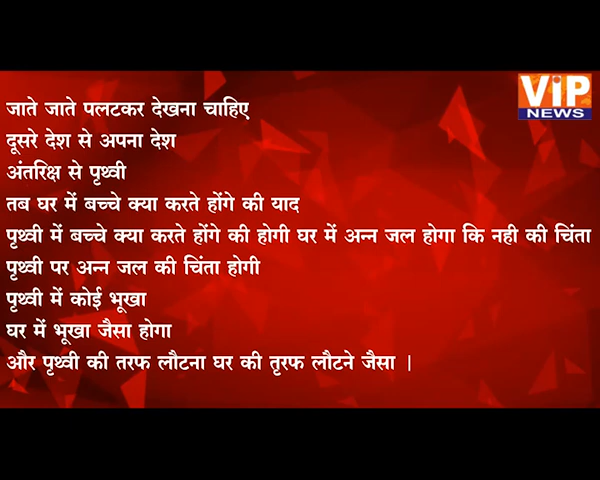 ViP
NEWS
जाते जाते पलटकर देखना चाहिए
दूसरे देश से अपना देश
अंतरिक्ष से पृथ्वी
तब घर में बच्चे क्या करते होंगे की याद
पृथ्वी में बच्चे क्या करते होंगे की होगी घर में अन्न जल होगा कि नही की चिंता
पृथ्वी पर अन्न जल की चिंता होगी
पृथ्वी में कोई भूखा
घर में भूखा जैसा होगा
और पृथ्वी की तरफ लौटना घर की तृरफ लौटने जैसा |